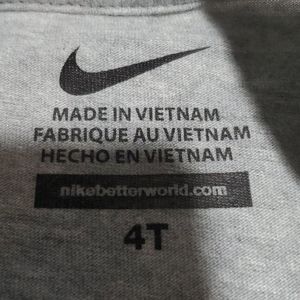 MADE IN VIETNAM
FABRIQUE AU VIETNAM
HECHO EN VIETNAM
nikebetterworld.com
4T